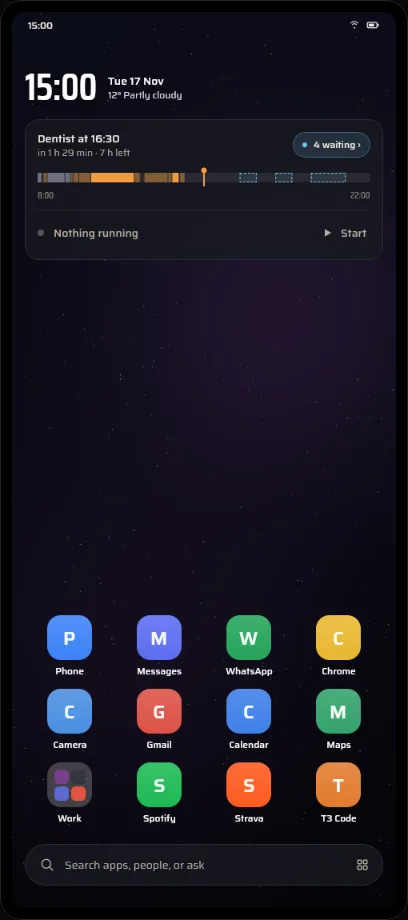 15:00
15:00
Tue 17 Nov
12° Partly cloudy
Dentist at 16:30
in 1 h 29 min · 7 h left
4 waiting ›
8:00
22:00
Nothing running
Start
P
M
W
C
Phone
Messages
WhatsApp
Chrome
C
G
C
M
Camera
Gmail
Calendar
Maps
S
S
T
Work
Spotify
Strava
T3 Code
Search apps, people, or ask